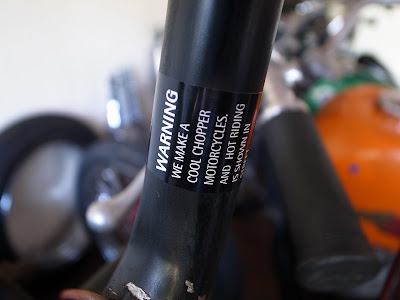 WARNING
WE MAKE A
COOL CHOPPER
MOTORCYCLES.
AND HOT RIDING
IS SHOWN IN